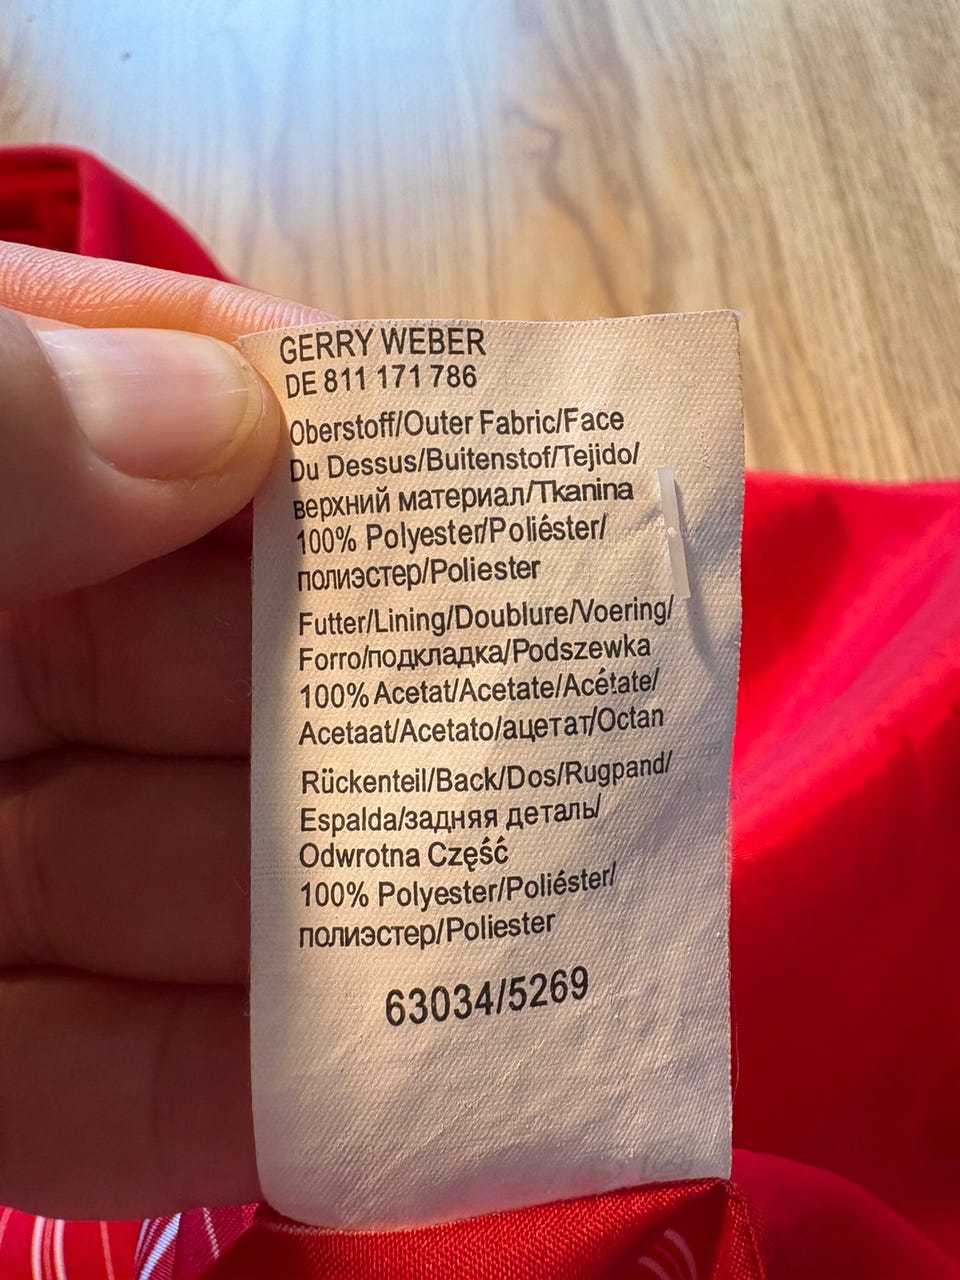 GERRY WEBER
DE 811 171 786
Oberstoff/Outer Fabric/Face
Du Dessus/Buitenstof/Tejido/
верхний материал/Tkanina
100% Polyester/Poliéster/
полиэстер/Poliester
Futter/Lining/Doublure/Voering/
Forro/подкладка/Podszewka
100% Acetat/Acetate/Acétate/
Acetaat/Acetato/ацетат/Octan
Rückenteil/Back/Dos/Rugpand/
Espalda/задняя деталь/
Odwrotna Część
100% Polyester/Poliéster/
полиэстер/Poliester
63034/5269